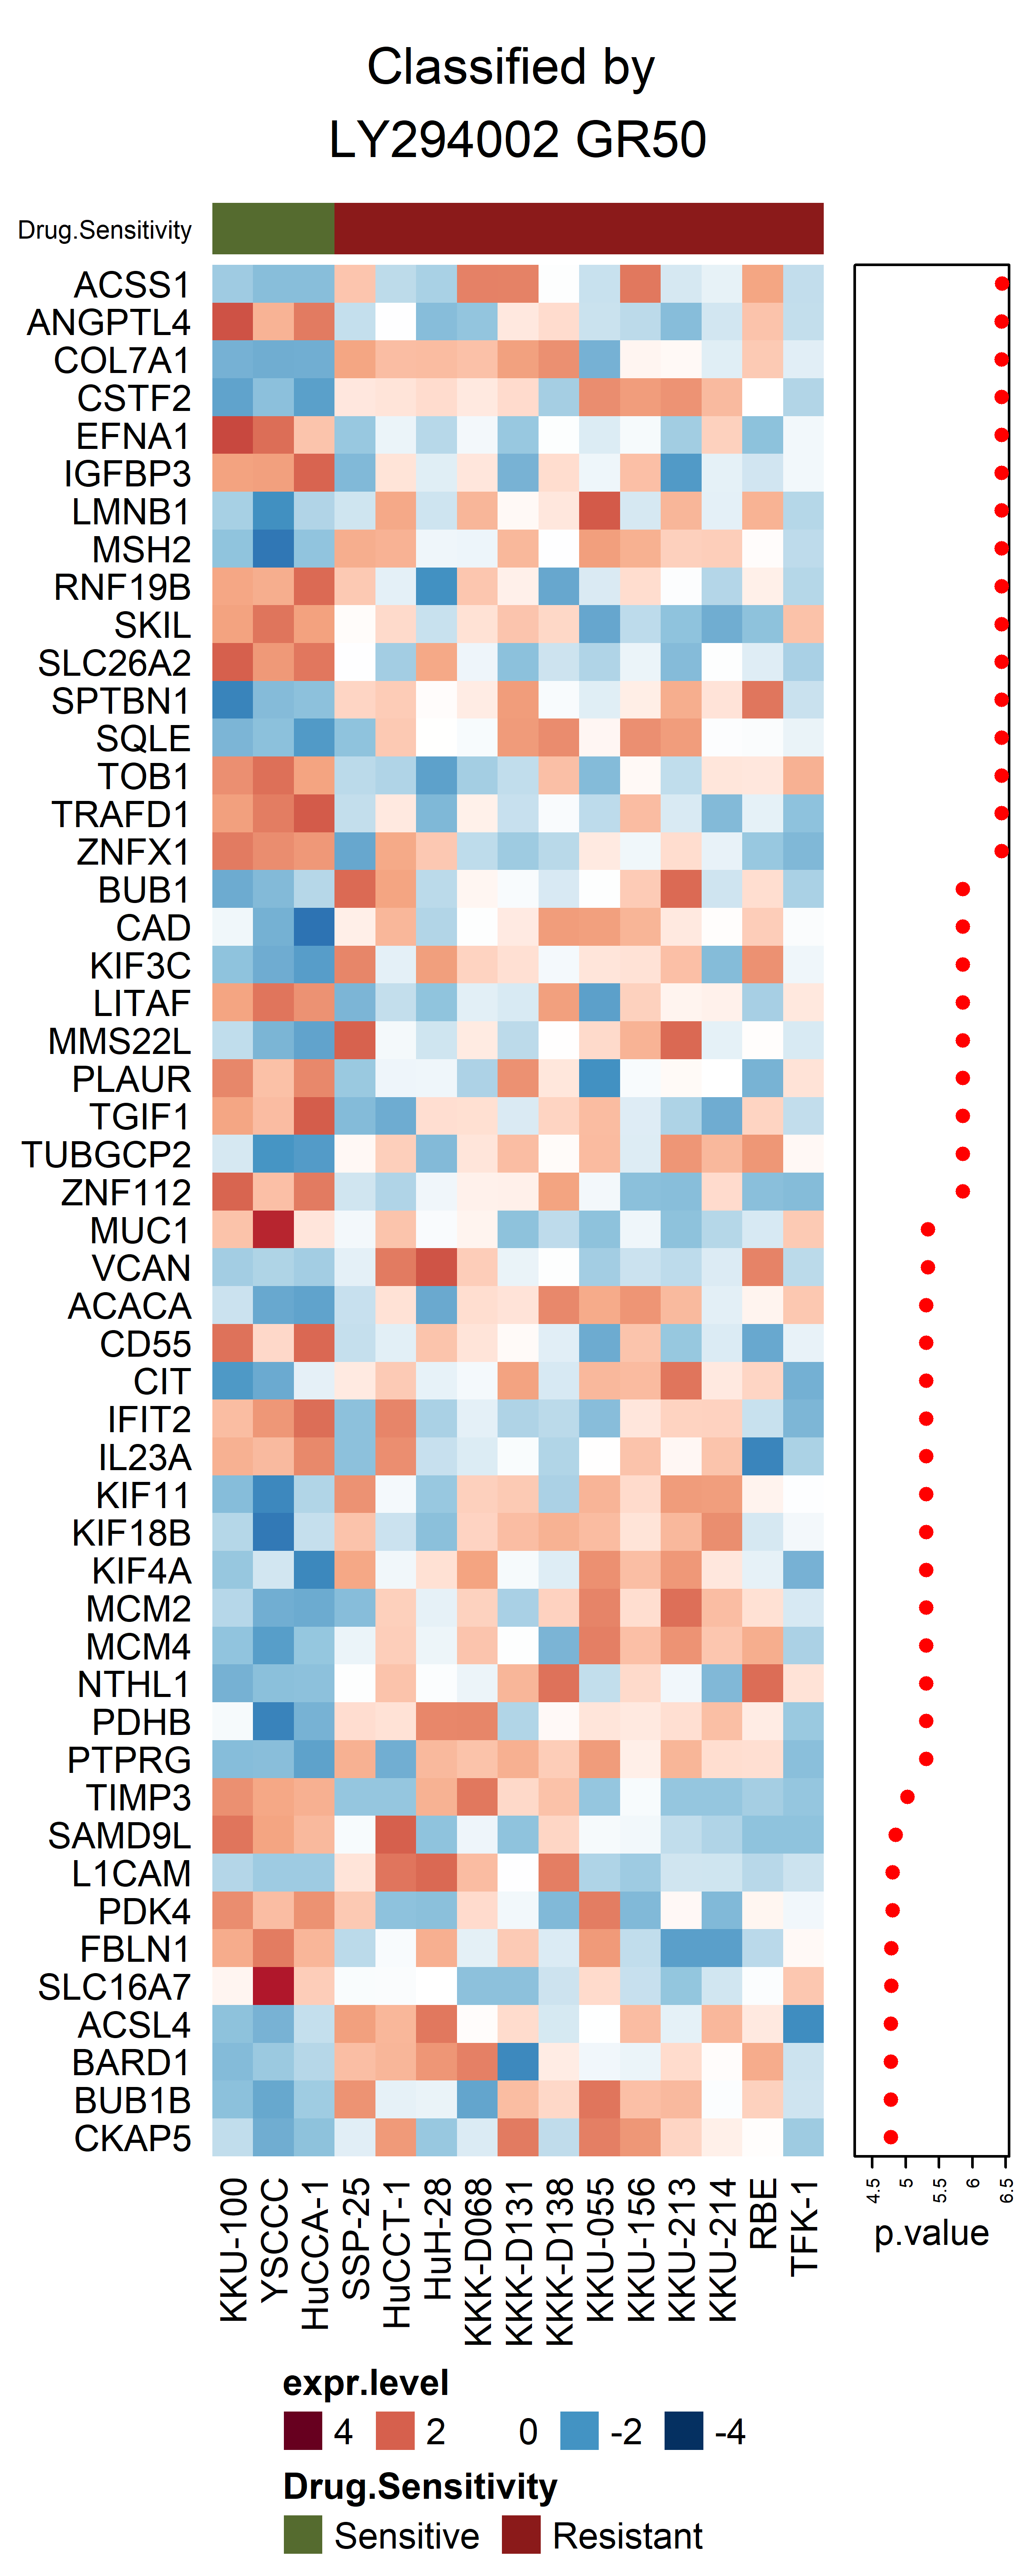 Classified by
LY294002 GR50
Drug.Sensitivity
ACSS1
ANGPTL4
COL7A1
CSTF2
EFNA1
IGFBP3
LMNB1
MSH2
RNF19B
SKIL
SLC26A2
SPTBN1
SQLE
TOB1
TRAFD1
ZNFX1
BUB1
CAD
KIF3C
LITAF
MMS22L
PLAUR
TGIF1
TUBGCP2
ZNF112
MUC1
VCAN
ACACA
CD55
CIT
IFIT2
IL23A
KIF11
KIF18B
KIF4A
MCM2
MCM4
NTHL1
PDHB
PTPRG
TIMP3
SAMD9L
L1CAM
PDK4
FBLN1
SLC16A7
ACSL4
BARD1
BUB1B
CKAP5
KKU-100
YSCCC
HuCCA-1
SSP-25
HuCCT-1
HuH-28
KKK-D068
KKK-D131
KKK-D138
KKU-055
KKU-156
KKU-213
KKU-214
RBE
TFK-1
4.5
5
5.5
6
6.5
p.value
expr.level
4 2 0 -2 -4
Drug.Sensitivity
Sensitive Resistant